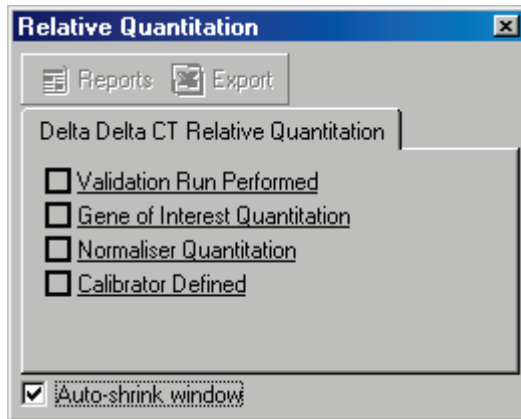 Relative Quantitation
Reports Export
Delta Delta CT Relative Quantitation
Validation Run Performed
Gene of Interest Quantitation
Normaliser Quantitation
Calibrator Defined
Auto-shrink window